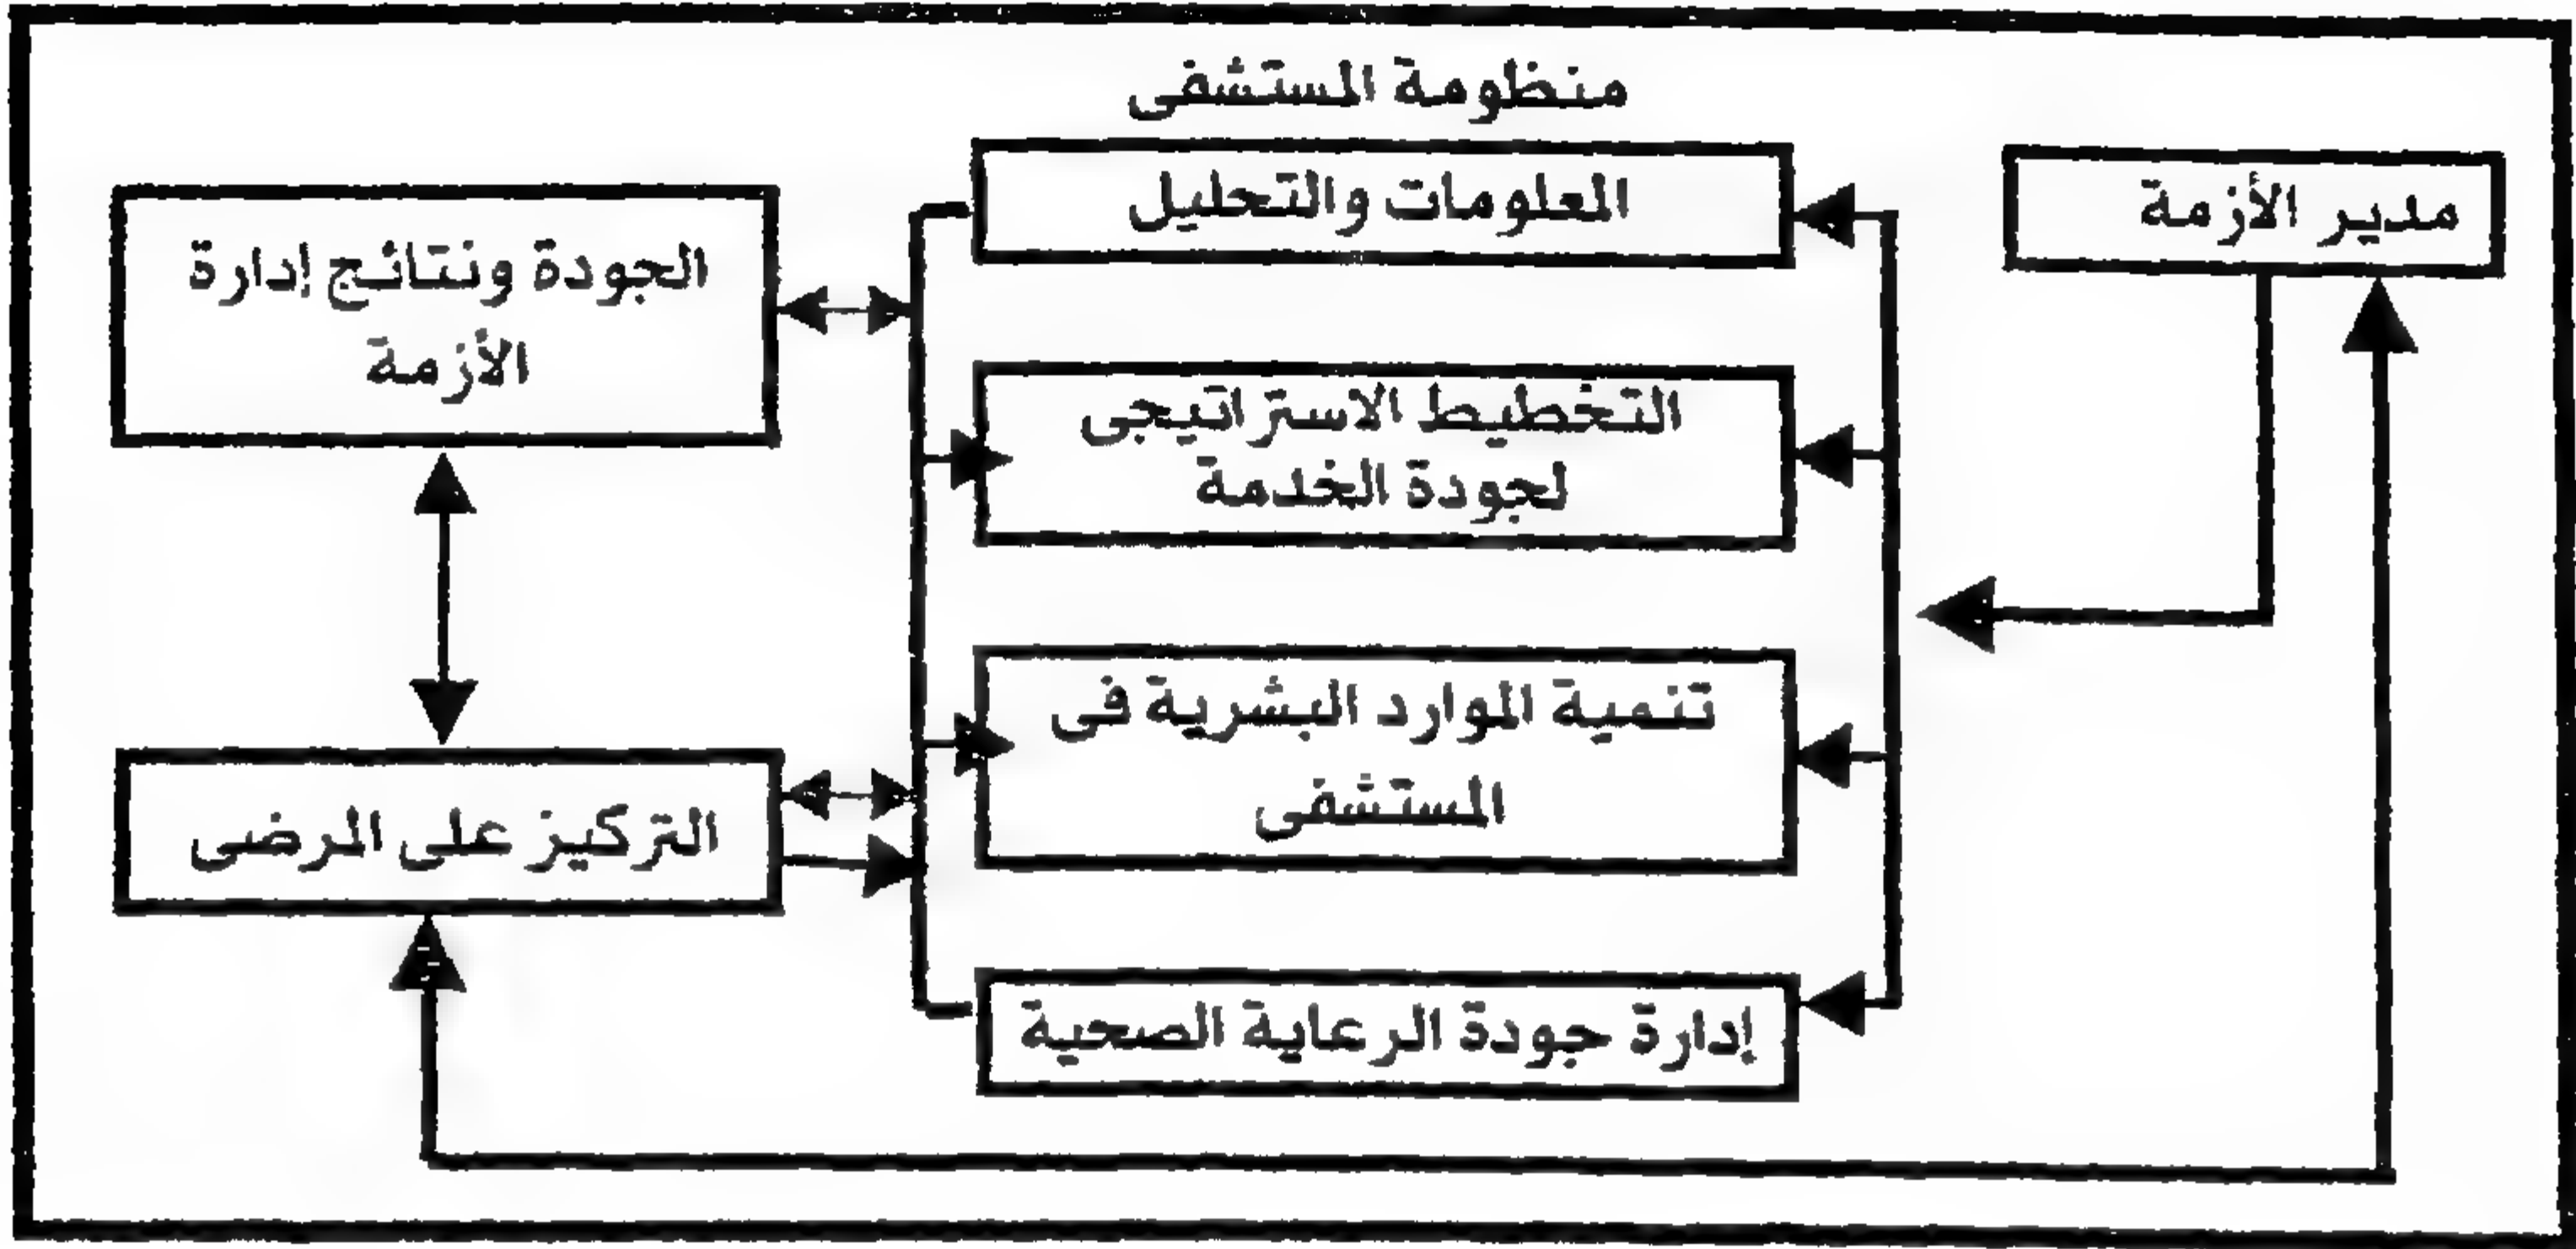 منظومة المستشفى
مدير الأزمة
المعلومات والتحليل
التخطيط الاستراتيجى
لجودة الخدمة
تنمية الموارد البشرية فى
المستشفى
إدارة جودة الرعاية الصحية
الجودة ونتائج إدارة
الأزمة
التركيز على المرضى